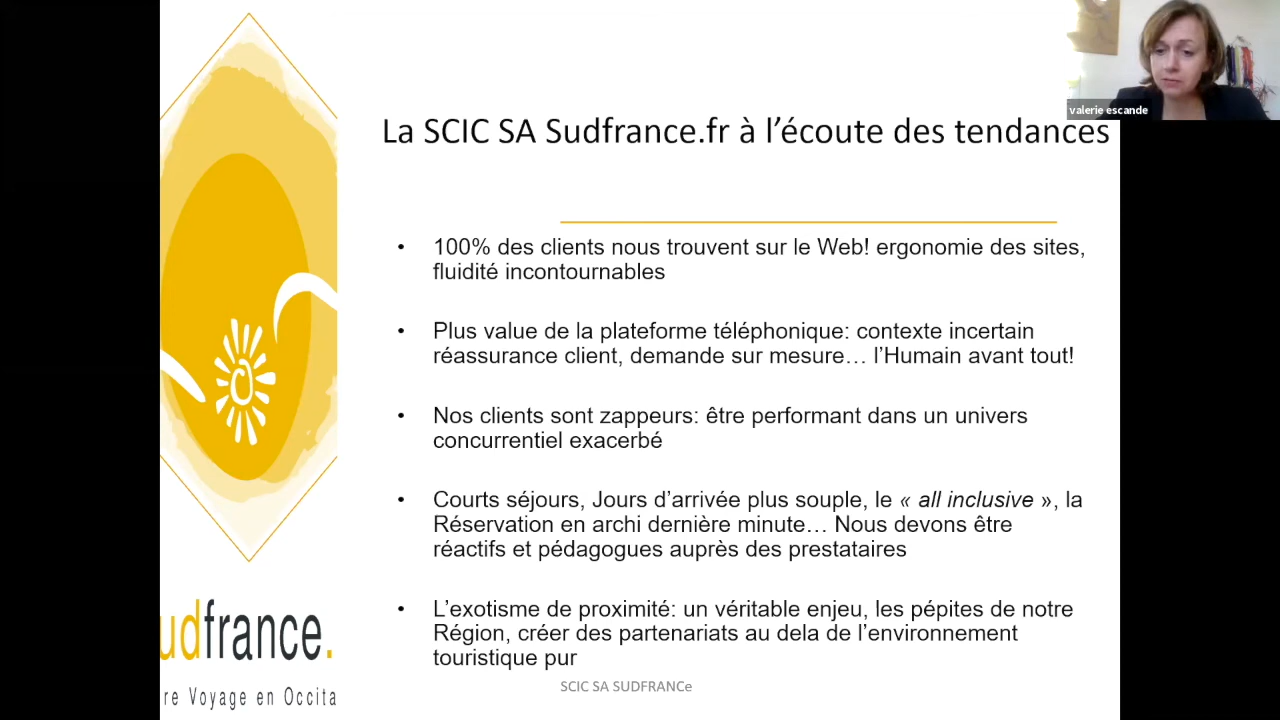 valerie escande
La SCIC SA Sudfrance.fr à l'écoute des tendances
• 100% des clients nous trouvent sur le Web! ergonomie des sites,
fluidité incontournables
• Plus value de la plateforme téléphonique: contexte incertain
réassurance client, demande sur mesure… l'Humain avant tout!
• Nos clients sont zappeurs: être performant dans un univers
concurrentiel exacerbé
• Courts séjours, Jours d'arrivée plus souple, le « all inclusive », la
Réservation en archi dernière minute… Nous devons être
réactifs et pédagogues auprès des prestataires
• L'exotisme de proximité: un véritable enjeu, les pépites de notre
Région, créer des partenariats au dela de l'environnement
touristique pur
udfrance.
re Voyage en Occita
SCIC SA SUDFRANCe